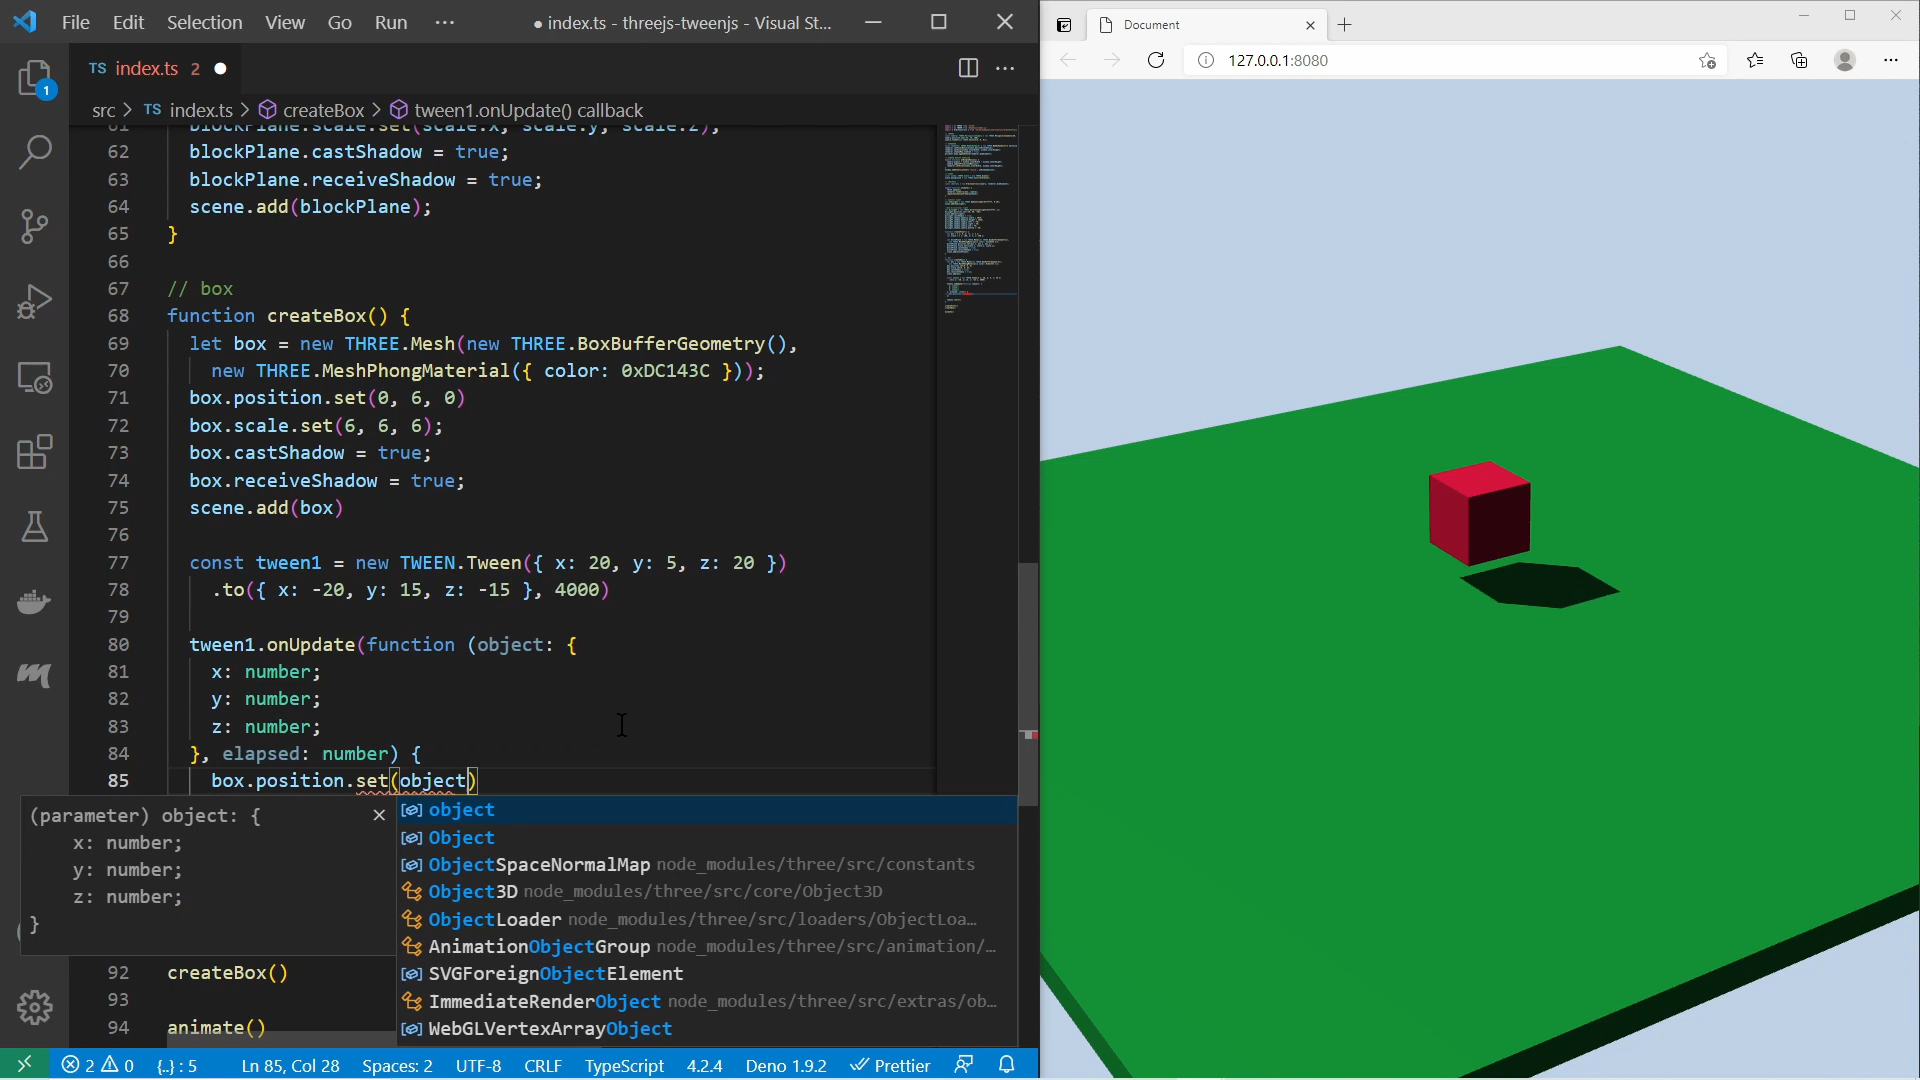 File Edit Selection View Go Run ··· ● index.ts - threejs-tweenjs - Visual St...
TS index.ts 2 ●
1
src > TS index.ts > createBox > tween1.onUpdate() callback
61 blockPlane.scale.set(scale.x, scale.y, scale.z);
62 blockPlane.castShadow = true;
63 blockPlane.receiveShadow = true;
64 scene.add(blockPlane);
65 }
66
67 // box
68 function createBox() {
69 let box = new THREE.Mesh(new THREE.BoxBufferGeometry(),
70 new THREE.MeshPhongMaterial({ color: 0xDC143C }));
71 box.position.set(0, 6, 0)
72 box.scale.set(6, 6, 6);
73 box.castShadow = true;
74 box.receiveShadow = true;
75 scene.add(box)
76
77 const tween1 = new TWEEN.Tween({ x: 20, y: 5, z: 20 })
78 .to({ x: -20, y: 15, z: -15 }, 4000)
79
80 tween1.onUpdate(function (object: {
81 x: number;
82 y: number;
83 z: number;
84 }, elapsed: number) {
85 box.position.set(object)
(parameter) object: {
x: number;
y: number;
z: number;
}
object
Object
ObjectSpaceNormalMap node_modules/three/src/constants
Object3D node_modules/three/src/core/Object3D
ObjectLoader node_modules/three/src/loaders/ObjectLoa...
AnimationObjectGroup node_modules/three/src/animation/...
SVGForeignObjectElement
ImmediateRenderObject node_modules/three/src/extras/ob...
WebGLVertexArrayObject
92 createBox()
93
94 animate()
2 0 {..} : 5 Ln 85, Col 28 Spaces: 2 UTF-8 CRLF TypeScript 4.2.4 Deno 1.9.2 Prettier
Document
127.0.0.1:8080